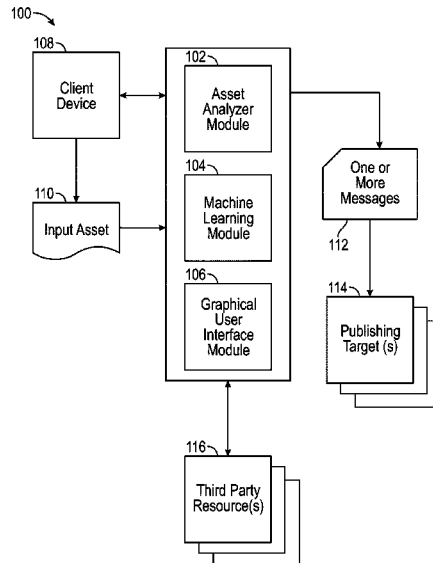 100
108
Client
Device
102
Asset
Analyzer
Module
110
Input Asset
104
Machine
Learning
Module
One or
More
Messages
112
106
Graphical
User
Interface
Module
114
Publishing
Target (s)
116
Third Party
Resource(s)